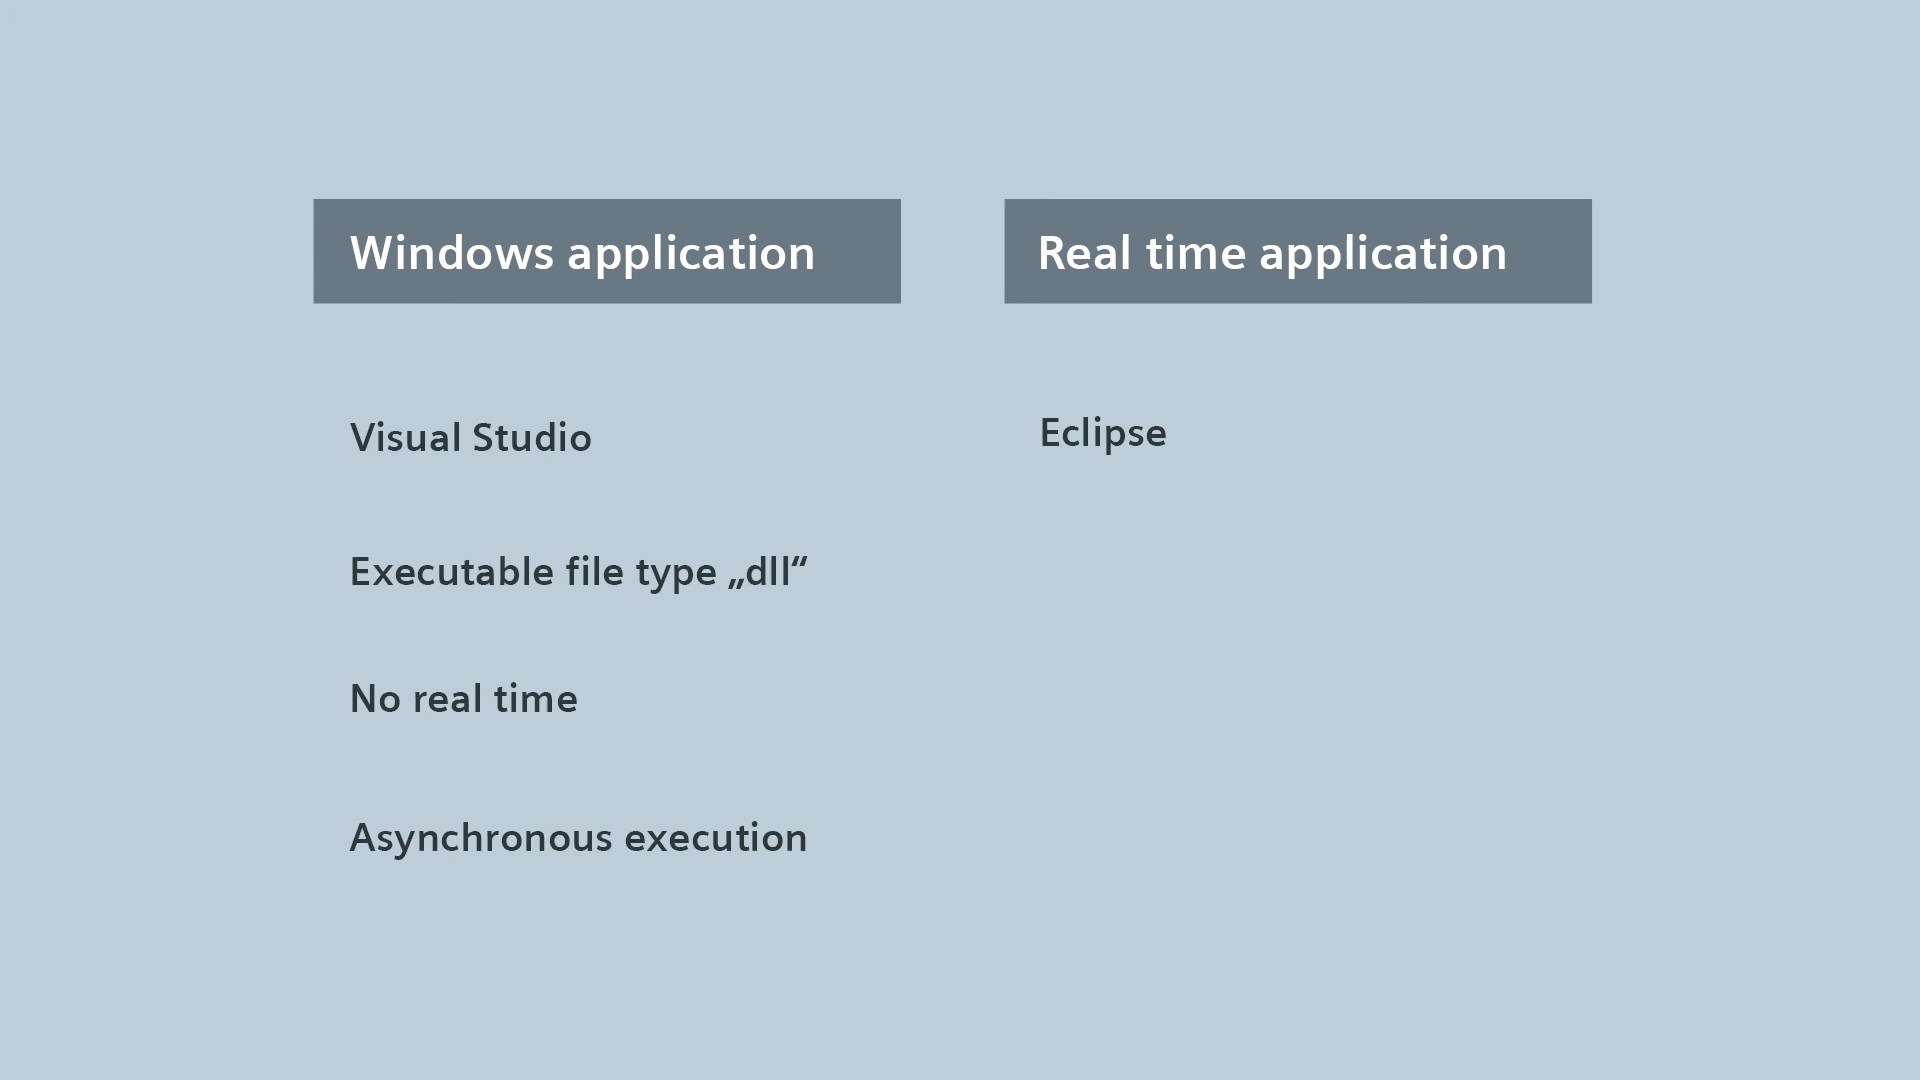 Windows application
Real time application
Visual Studio
Eclipse
Executable file type „dll“
No real time
Asynchronous execution